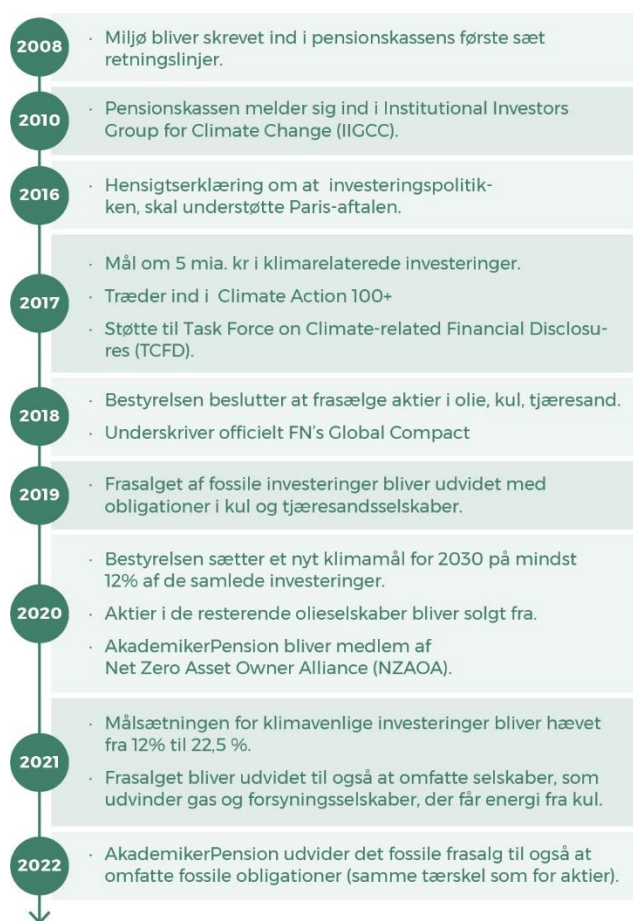 2008
· Miljø bliver skrevet ind i pensionskassens første sæt
retningslinjer.
2010
· Pensionskassen melder sig ind i Institutional Investors
Group for Climate Change (IIGCC).
2016
· Hensigtserklæring om at investeringspolitik-
ken, skal understøtte Paris-aftalen.
2017
· Mål om 5 mia. kr i klimarelaterede investeringer.
· Træder ind i Climate Action 100+
· Støtte til Task Force on Climate-related Financial Disclosu-
res (TCFD).
2018
· Bestyrelsen beslutter at frasælge aktier i olie, kul, tjæresand.
· Underskriver officielt FN's Global Compact
2019
· Frasalget af fossile investeringer bliver udvidet med
obligationer i kul og tjæresandsselskaber.
2020
· Bestyrelsen sætter et nyt klimamål for 2030 på mindst
12% af de samlede investeringer.
· Aktier i de resterende olieselskaber bliver solgt fra.
· AkademikerPension bliver medlem af
Net Zero Asset Owner Alliance (NZAOA).
2021
· Målsætningen for klimavenlige investeringer bliver hævet
fra 12% til 22,5 %.
· Frasalget bliver udvidet til også at omfatte selskaber, som
udvinder gas og forsyningsselskaber, der får energi fra kul.
2022
· AkademikerPension udvider det fossile frasalg til også at
omfatte fossile obligationer (samme tærskel som for aktier).